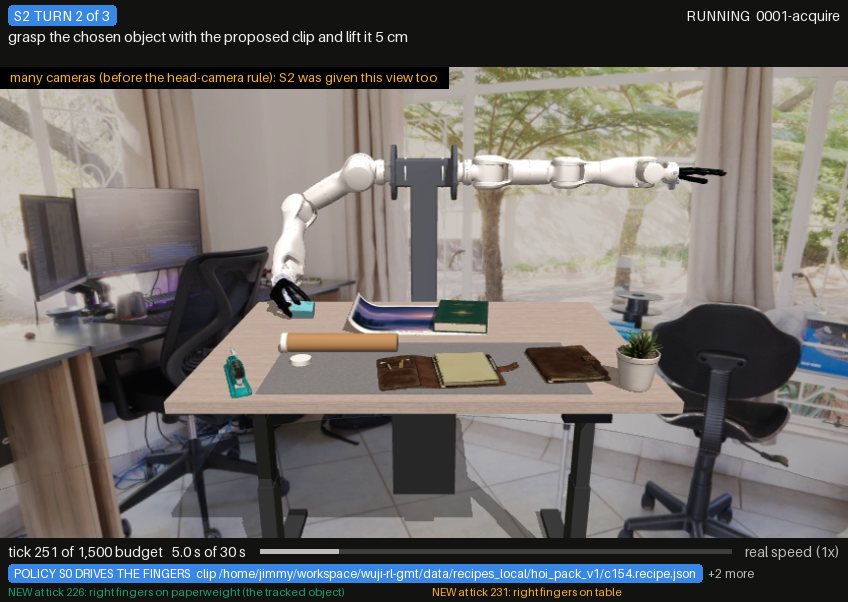 S2 TURN 2 of 3
RUNNING 0001-acquire
grasp the chosen object with the proposed clip and lift it 5 cm
many cameras (before the head-camera rule): S2 was given this view too
tick 251 of 1,500 budget 5.0 s of 30 s
real speed (1x)
POLICY S0 DRIVES THE FINGERS clip /home/jimmy/workspace/wuji-rl-gmt/data/recipes_local/hoi_pack_v1/c154.recipe.json +2 more
NEW at tick 226: right fingers on paperweight (the tracked object)
NEW at tick 231: right fingers on table